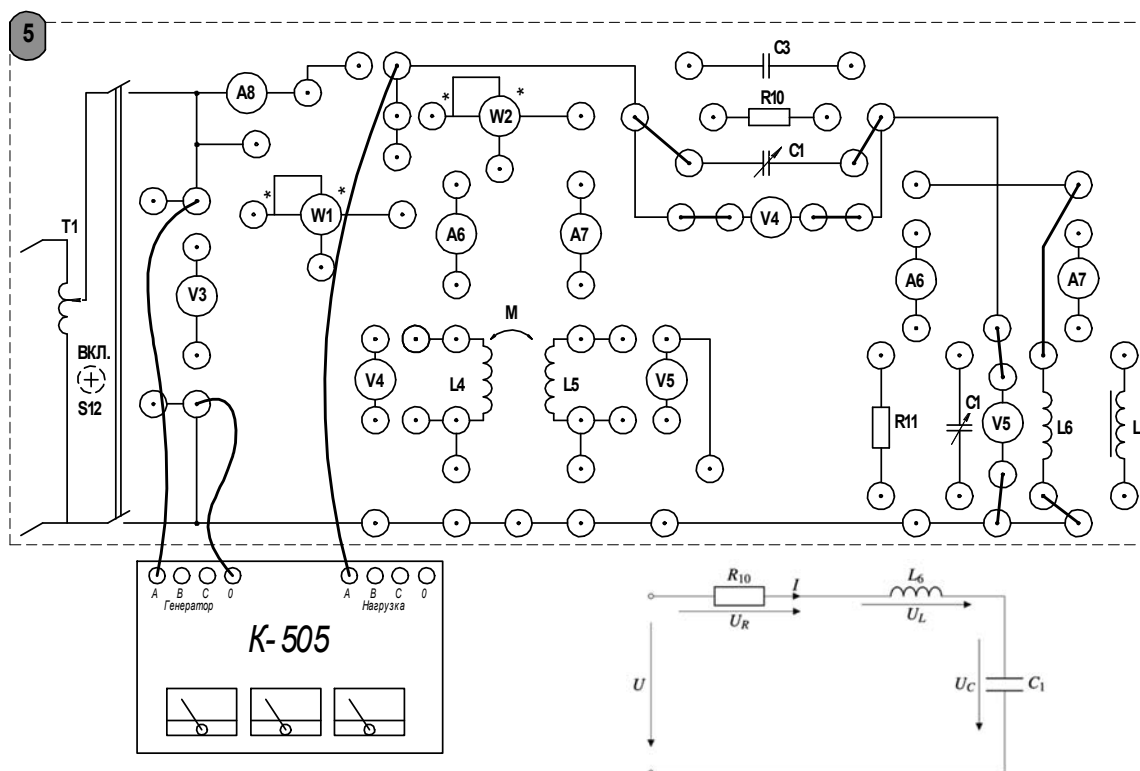 5
C3
A8
* W2 *
R10
* W1 *
C1
T1
A6
A7
V4
V3
A6
A7
M
ВКЛ.
S12
V4
L4
L5
V5
R11
C1
V5
L6
L
A B C 0
Генератор
A B C 0
Нагрузка
К-505
R10
I
L6
UR
UL
U
UC
C1